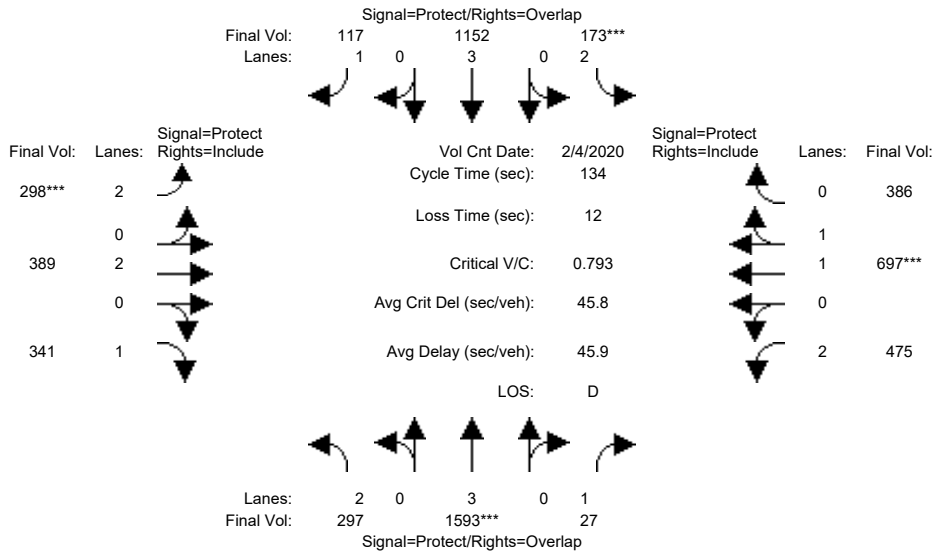 Signal=Protect/Rights=Overlap
Final Vol: 117 1152 173***
Lanes: 1 0 3 0 2
Signal=Protect Signal=Protect
Final Vol: Lanes: Rights=Include Vol Cnt Date: 2/4/2020 Rights=Include Lanes: Final Vol:
Cycle Time (sec): 134
298*** 2 0 386
Loss Time (sec): 12
0 1
389 2 Critical V/C: 0.793 1 697***
0 Avg Crit Del (sec/veh): 45.8 0
341 1 Avg Delay (sec/veh): 45.9 2 475
LOS: D
Lanes: 2 0 3 0 1
Final Vol: 297 1593*** 27
Signal=Protect/Rights=Overlap